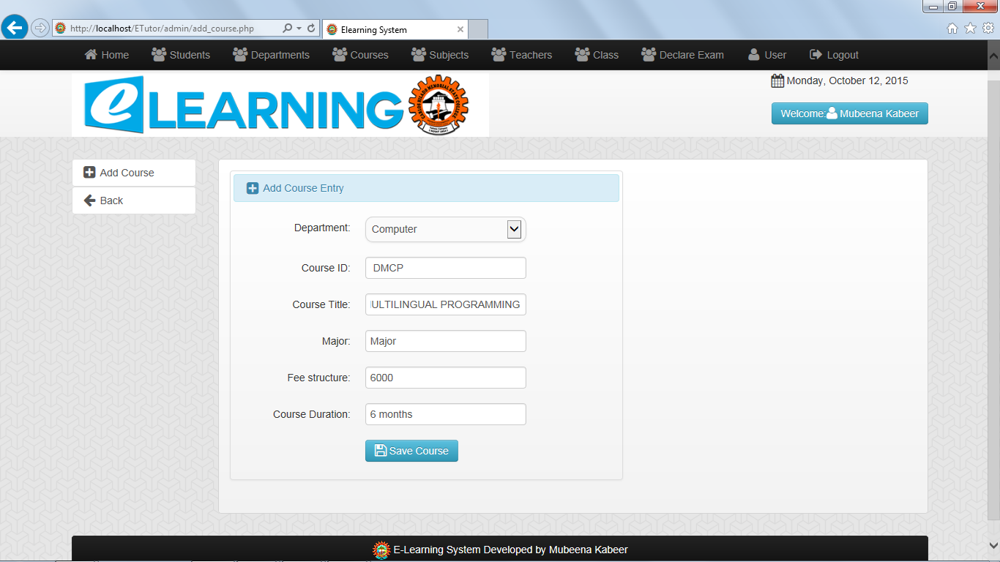 http://localhost/ETutor/admin/add_course.php
Elearning System
Home Students Departments Courses Subjects Teachers Class Declare Exam User Logout
e LEARNING
Monday, October 12, 2015
Welcome: Mubeena Kabeer
Add Course
Back
Add Course Entry
Department: Computer
Course ID: DMCP
Course Title: ULTILINGUAL PROGRAMMING
Major: Major
Fee structure: 6000
Course Duration: 6 months
Save Course
E-Learning System Developed by Mubeena Kabeer